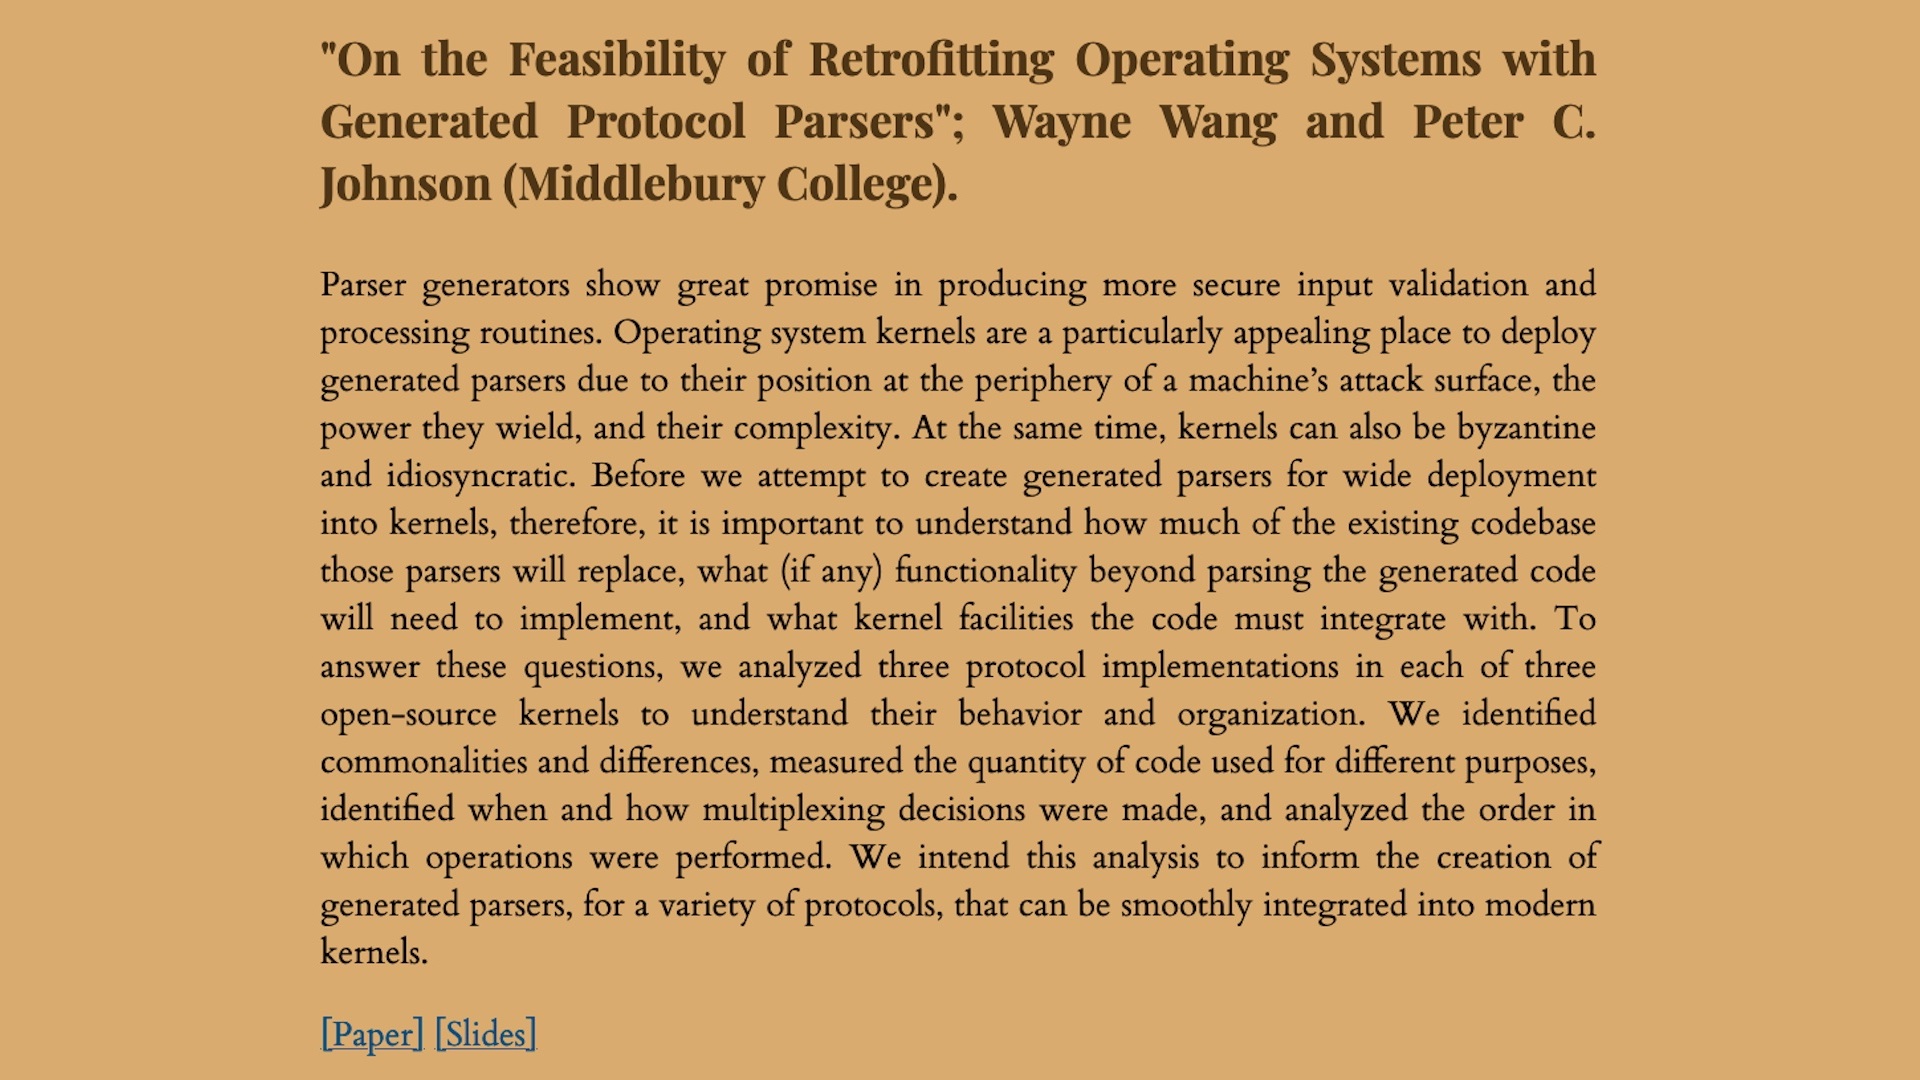 "On the Feasibility of Retrofitting Operating Systems with
Generated Protocol Parsers"; Wayne Wang and Peter C.
Johnson (Middlebury College).
Parser generators show great promise in producing more secure input validation and
processing routines. Operating system kernels are a particularly appealing place to deploy
generated parsers due to their position at the periphery of a machine’s attack surface, the
power they wield, and their complexity. At the same time, kernels can also be byzantine
and idiosyncratic. Before we attempt to create generated parsers for wide deployment
into kernels, therefore, it is important to understand how much of the existing codebase
those parsers will replace, what (if any) functionality beyond parsing the generated code
will need to implement, and what kernel facilities the code must integrate with. To
answer these questions, we analyzed three protocol implementations in each of three
open-source kernels to understand their behavior and organization. We identified
commonalities and differences, measured the quantity of code used for different purposes,
identified when and how multiplexing decisions were made, and analyzed the order in
which operations were performed. We intend this analysis to inform the creation of
generated parsers, for a variety of protocols, that can be smoothly integrated into modern
kernels.
[Paper] [Slides]